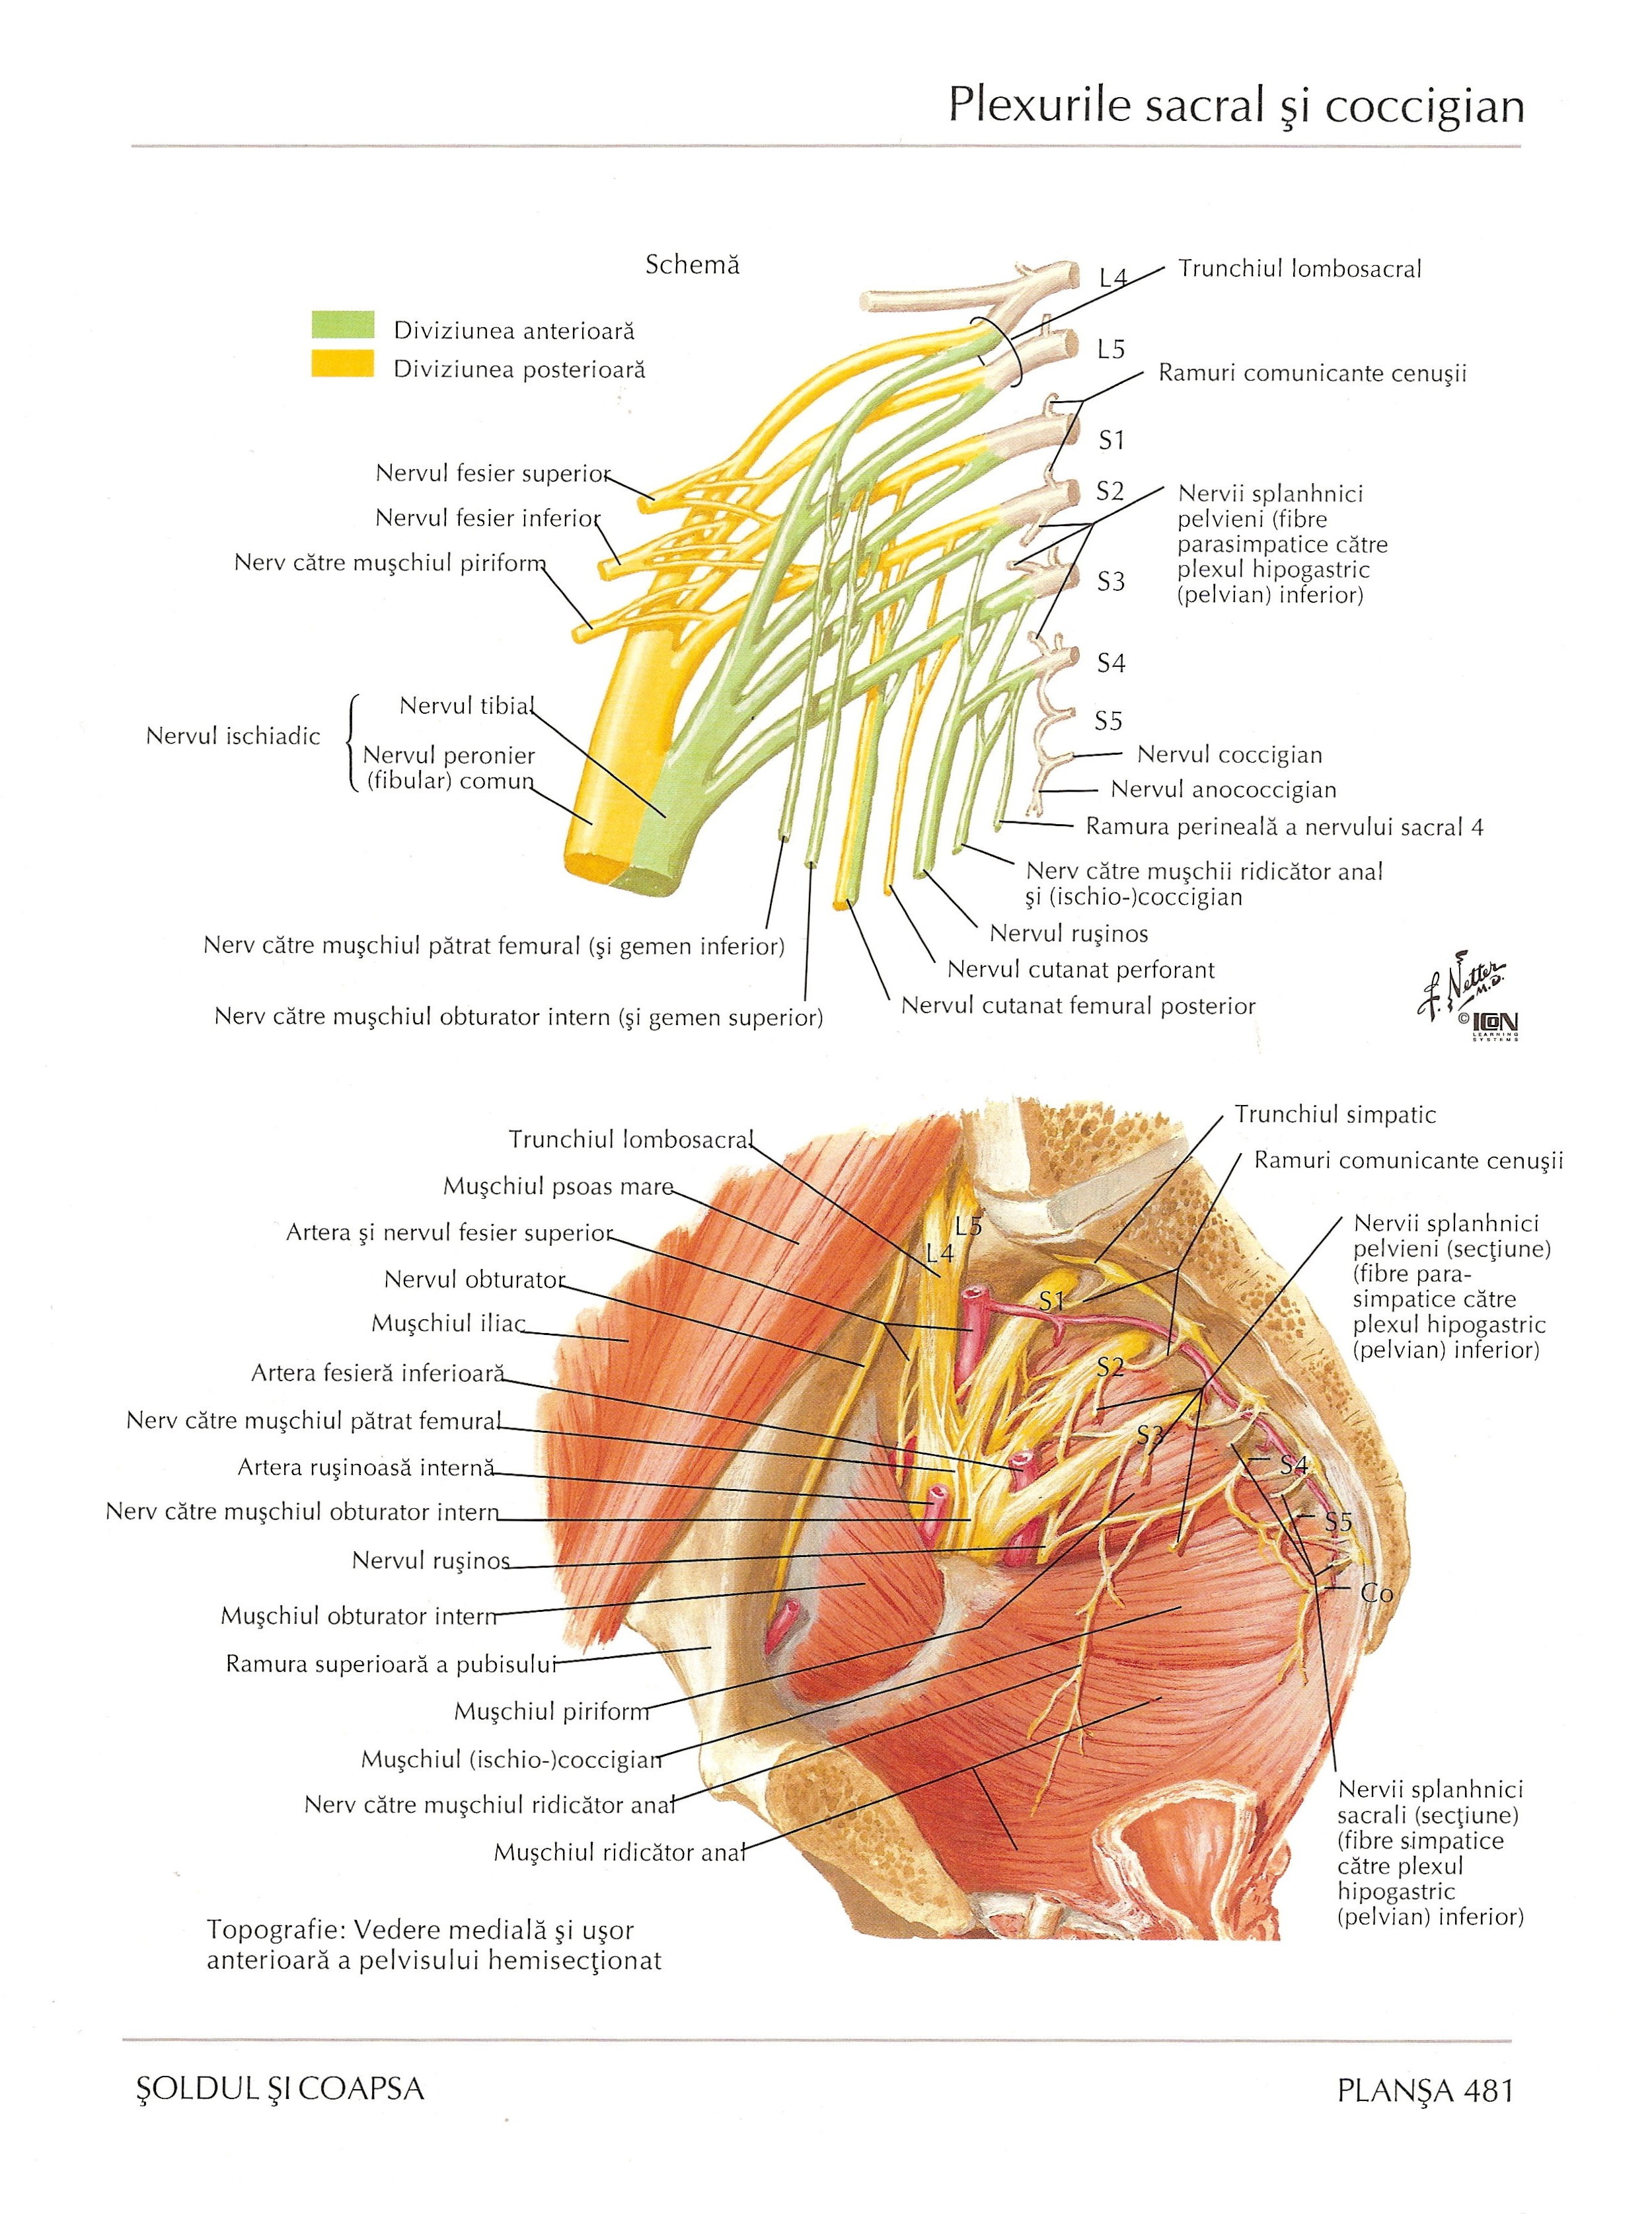 Plexurile sacral şi coccigian
Schemă
Diviziunea anterioară
Diviziunea posterioară
L4
L5
S1
S2
S3
S4
S5
Trunchiul lombosacral
Ramuri comunicante cenuşii
Nervii splanhnici
pelvieni (fibre
parasimpatice către
plexul hipogastric
(pelvian) inferior)
Nervul fesier superior
Nervul fesier inferior
Nerv către muşchiul piriform
Nervul ischiadic
Nervul tibial
Nervul peronier
(fibular) comun
Nervul coccigian
Nervul anococcigian
Ramura perineală a nervului sacral 4
Nerv către muşchii ridicător anal
şi (ischio-)coccigian
Nervul ruşinos
Nervul cutanat perforant
Nervul cutanat femural posterior
Nerv către muşchiul pătrat femural (şi gemen inferior)
Nerv către muşchiul obturator intern (şi gemen superior)
F. Netter
M.D.
© ICON
LEARNING
SYSTEMS
Trunchiul lombosacral
Muşchiul psoas mare
Artera şi nervul fesier superior
Nervul obturator
Muşchiul iliac
Artera fesieră inferioară
Nerv către muşchiul pătrat femural
Artera ruşinoasă internă
Nerv către muşchiul obturator intern
Nervul ruşinos
Muşchiul obturator intern
Ramura superioară a pubisului
Muşchiul piriform
Muşchiul (ischio-)coccigian
Nerv către muşchiul ridicător anal
Muşchiul ridicător anal
L5
L4
S1
S2
S3
S4
S5
Co
Trunchiul simpatic
Ramuri comunicante cenuşii
Nervii splanhnici
pelvieni (secţiune)
(fibre para-
simpatice către
plexul hipogastric
(pelvian) inferior)
Nervii splanhnici
sacrali (secţiune)
(fibre simpatice
către plexul
hipogastric
(pelvian) inferior)
Topografie: Vedere medială şi uşor
anterioară a pelvisului hemisecţionat
ŞOLDUL ŞI COAPSA
PLANŞA 481